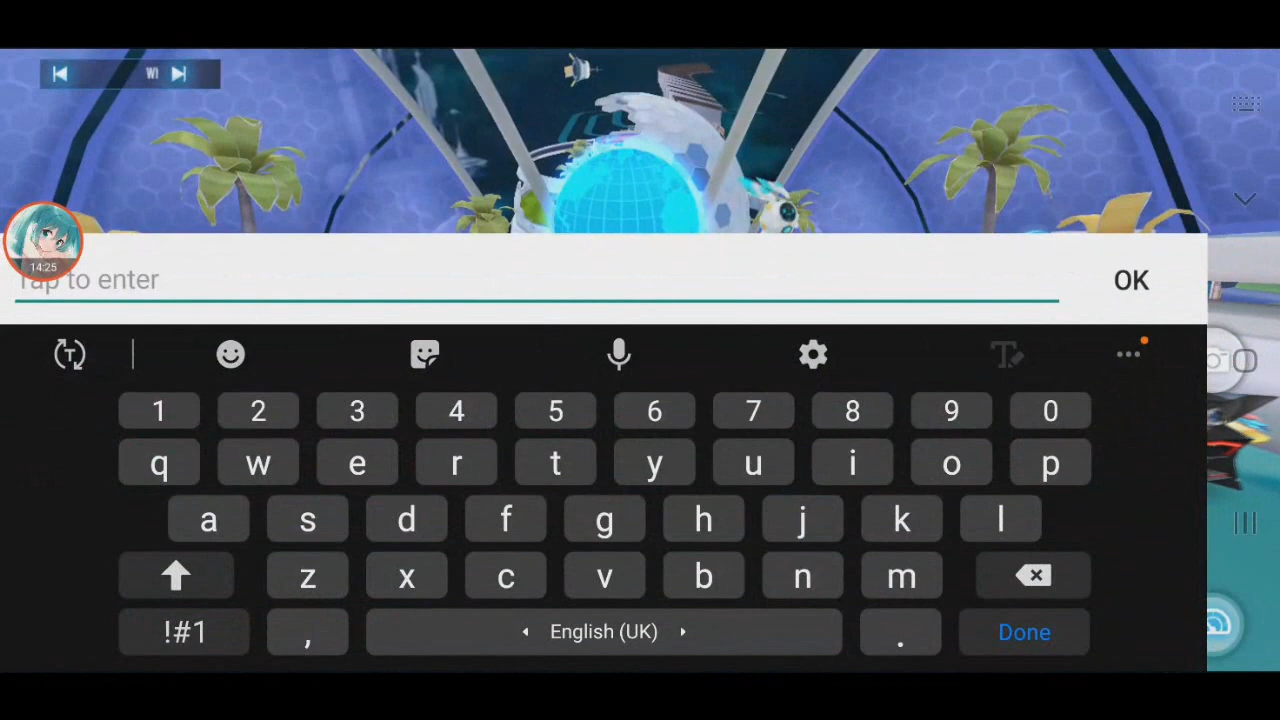 WI
14:25
Tap to enter
OK
T
T
1 2 3 4 5 6 7 8 9 0
q w e r t y u i o p
a s d f g h j k l
z x c v b n m
!#1 , English (UK) . Done